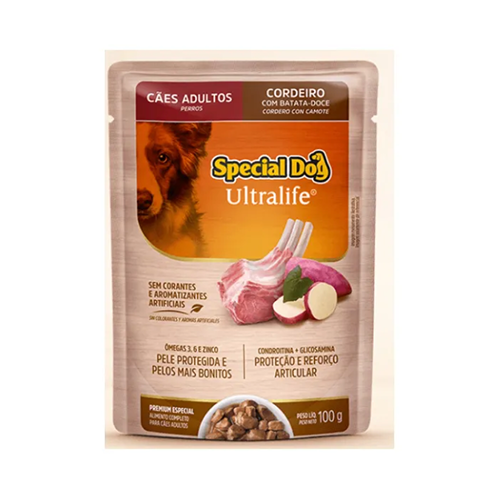 CÃES ADULTOS
PERROS
CORDEIRO
COM BATATA-DOCE
CORDERO CON CAMOTE
Special Dog
Ultralife®
SEM CORANTES
E AROMATIZANTES
ARTIFICIAIS
SIN COLORANTES Y AROMAS ARTIFICIALES
ÔMEGAS 3, 6 E ZINCO
PELE PROTEGIDA E
PELOS MAIS BONITOS
CONDROITINA + GLICOSAMINA
PROTEÇÃO E REFORÇO
ARTICULAR
PREMIUM ESPECIAL
ALIMENTO COMPLETO
PARA CÃES ADULTOS
PESO LÍQ.
PESO NETO
100 g